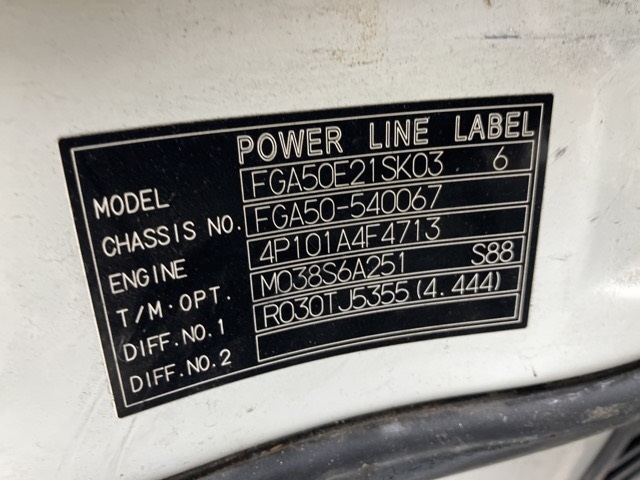 POWER LINE LABEL
MODEL FGA50E21SK03 6
CHASSIS NO. FGA50-540067
ENGINE 4P101A4F4713
T/M·OPT. M038S6A251 S88
DIFF.NO.1 R030TJ5355(4.444)
DIFF.NO.2